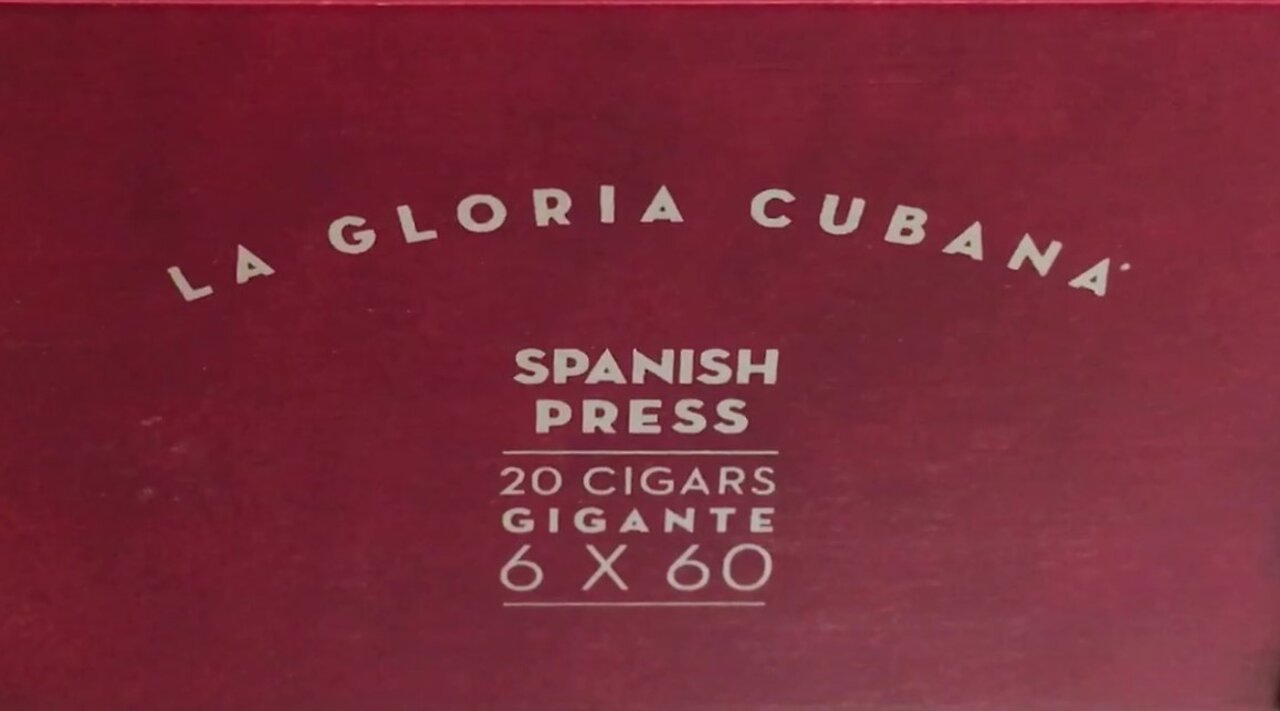 LA GLORIA CUBANA
SPANISH
PRESS
20 CIGARS
GIGANTE
6 X 60